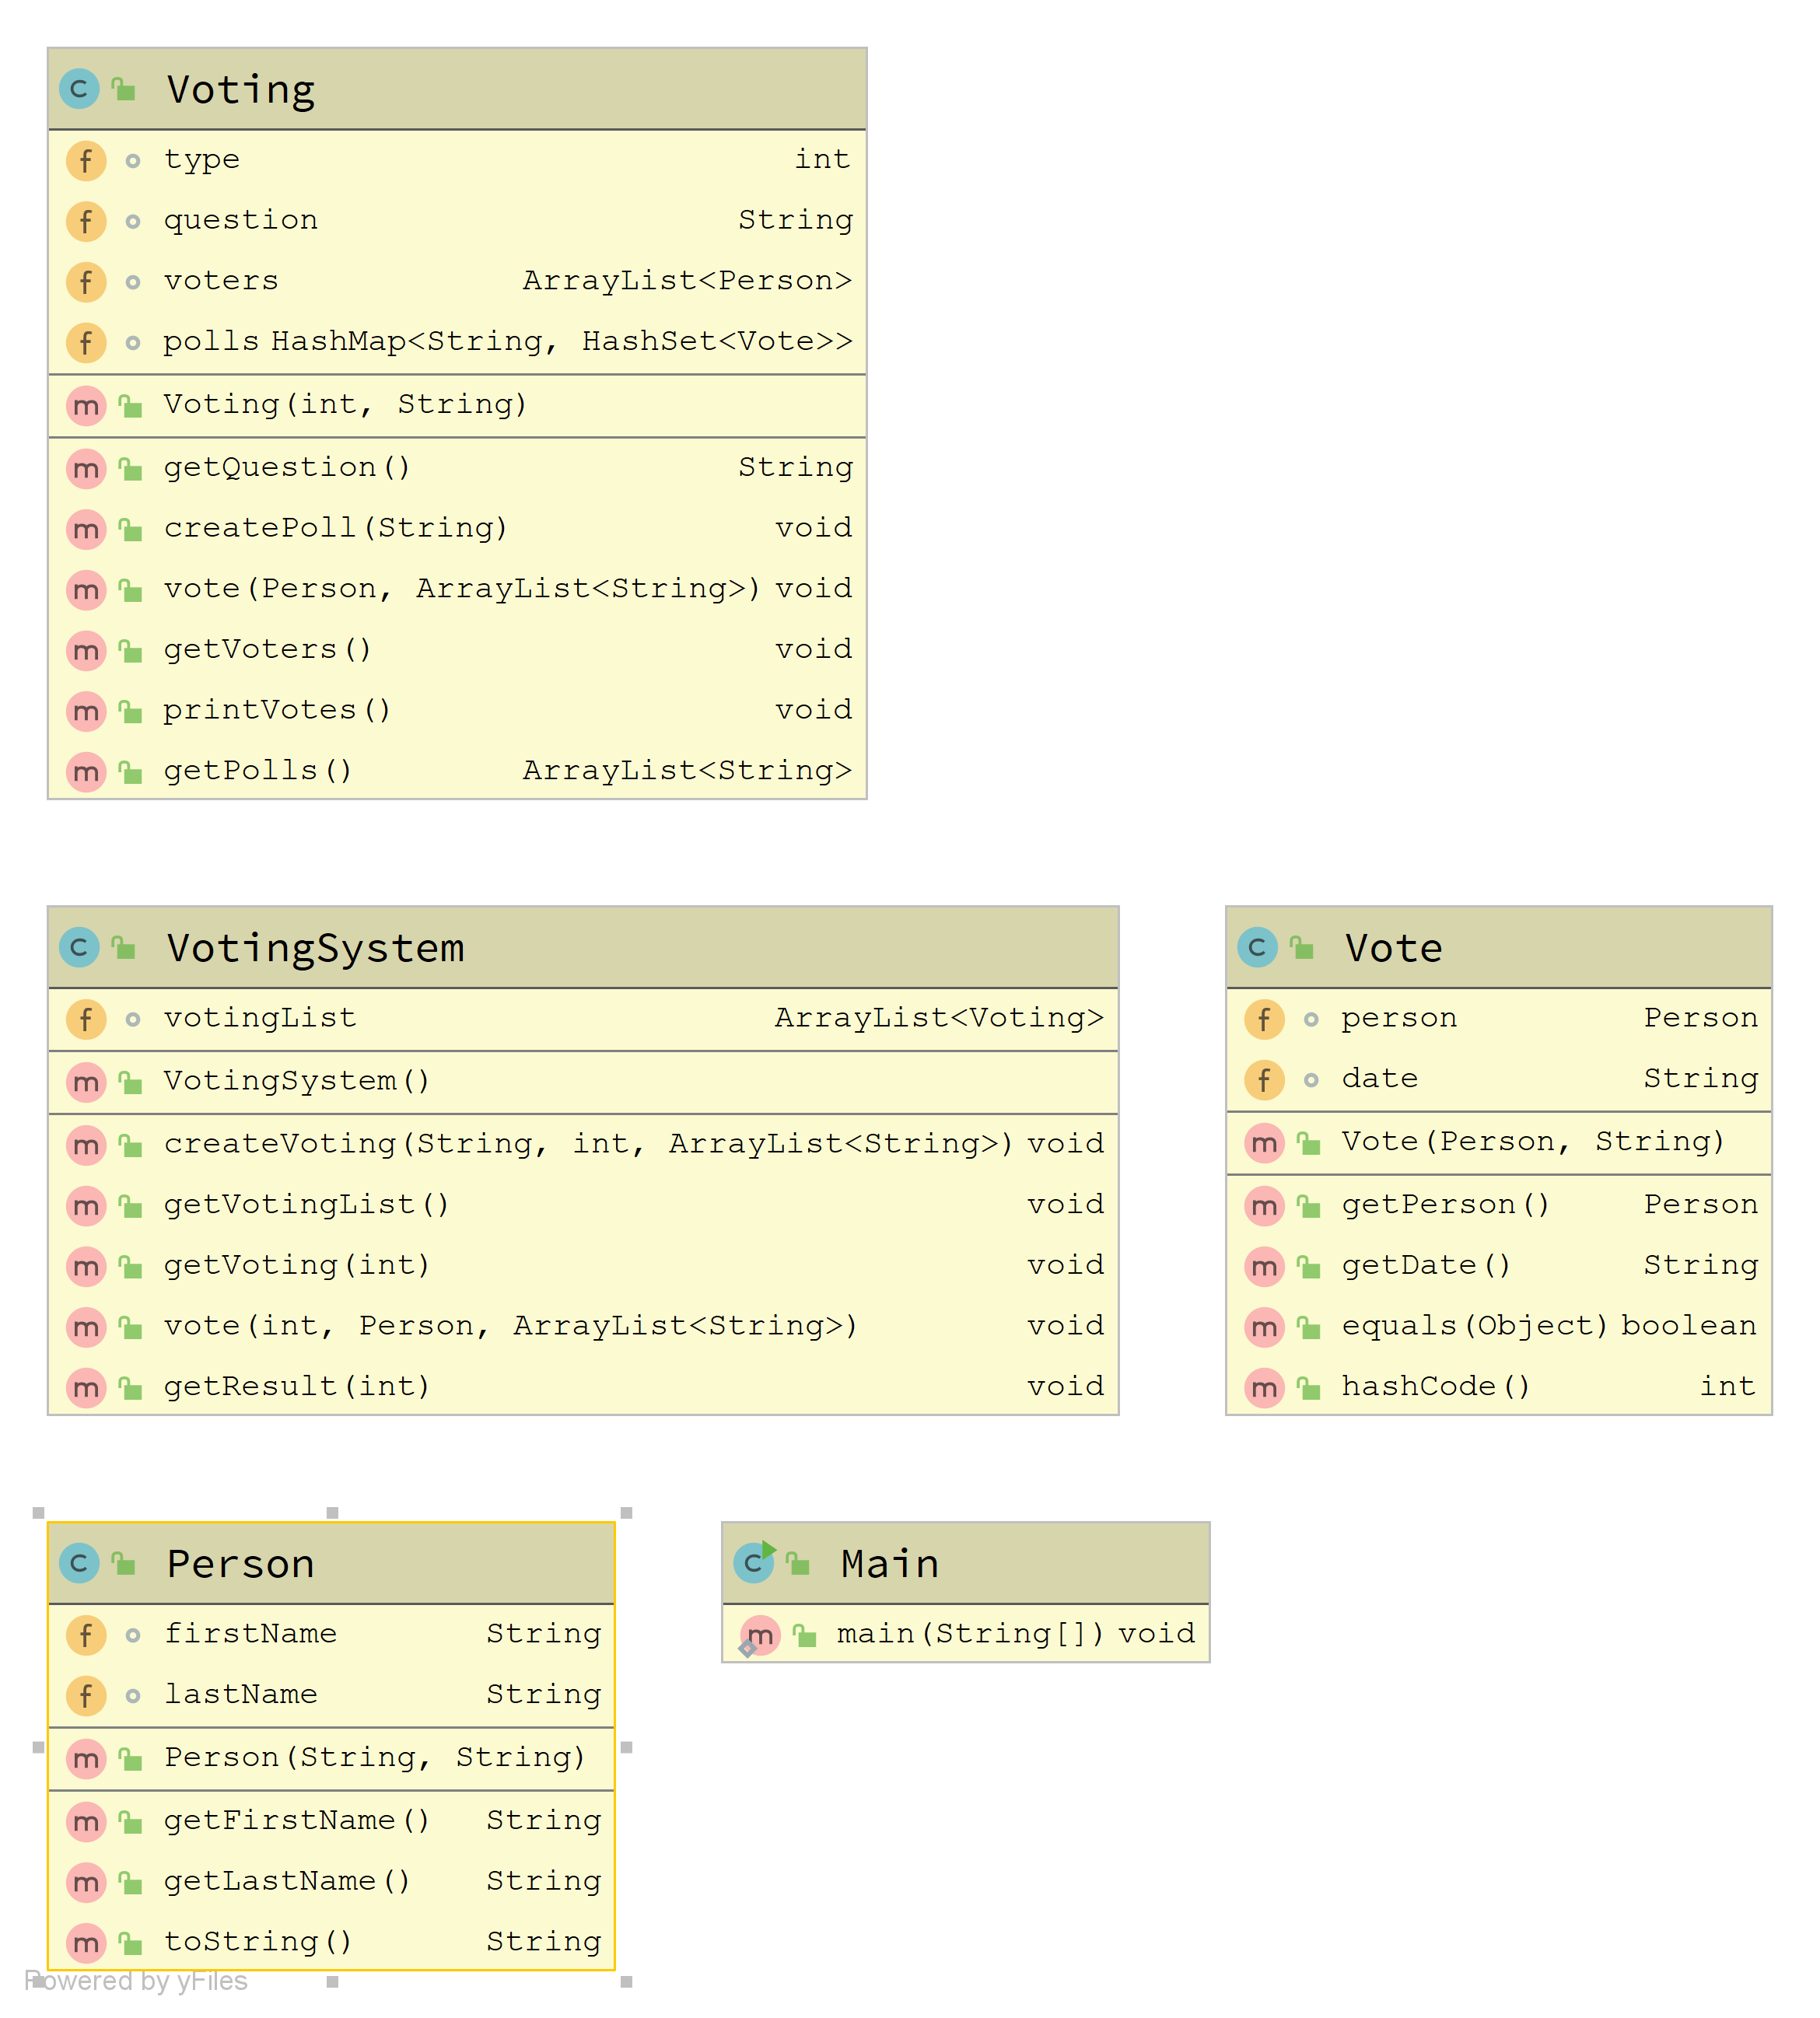 Voting
type int
question String
voters ArrayList<Person>
polls HashMap<String, HashSet<Vote>>
Voting(int, String)
getQuestion() String
createPoll(String) void
vote(Person, ArrayList<String>) void
getVoters() void
printVotes() void
getPolls() ArrayList<String>
VotingSystem
votingList ArrayList<Voting>
VotingSystem()
createVoting(String, int, ArrayList<String>) void
getVotingList() void
getVoting(int) void
vote(int, Person, ArrayList<String>) void
getResult(int) void
Vote
person Person
date String
Vote(Person, String)
getPerson() Person
getDate() String
equals(Object) boolean
hashCode() int
Person
firstName String
lastName String
Person(String, String)
getFirstName() String
getLastName() String
toString() String
Main
main(String[]) void
Powered by yFiles